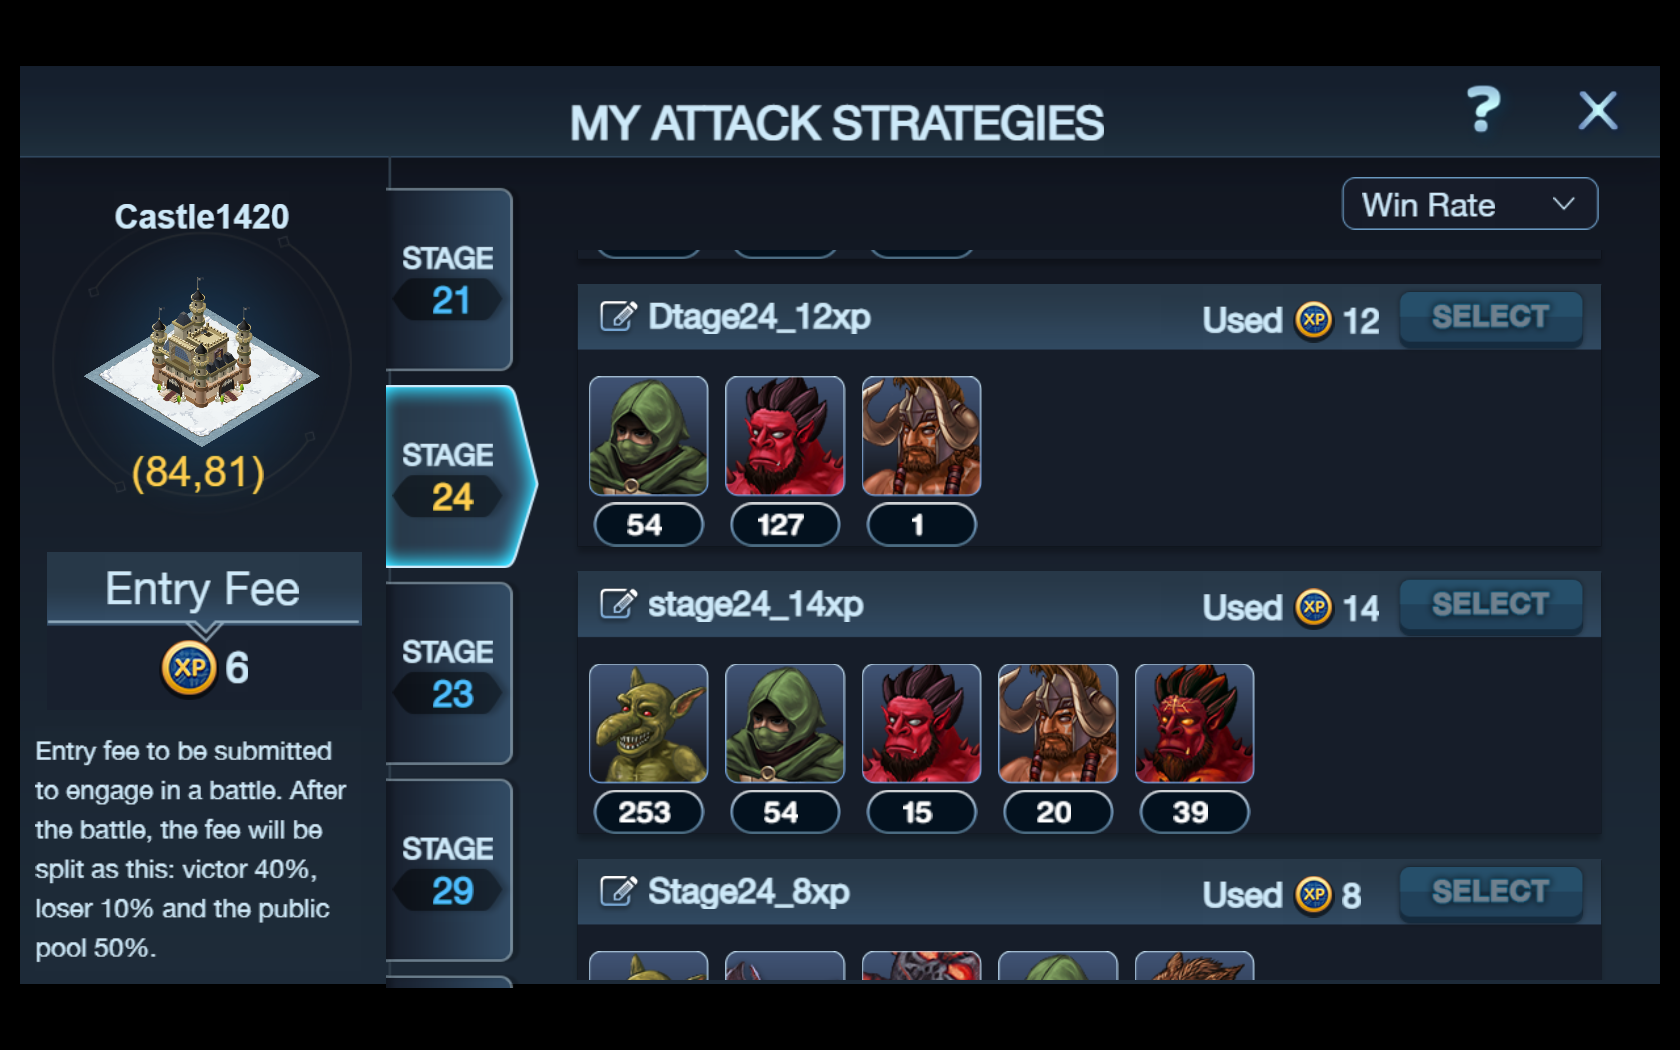 MY ATTACK STRATEGIES
?
X
Castle1420
(84,81)
Entry Fee
XP 6
Entry fee to be submitted
to engage in a battle. After
the battle, the fee will be
split as this: victor 40%,
loser 10% and the public
pool 50%.
STAGE
21
STAGE
24
STAGE
23
STAGE
29
Win Rate
Dtage24_12xp
Used XP 12
SELECT
54
127
1
stage24_14xp
Used XP 14
SELECT
253
54
15
20
39
Stage24_8xp
Used XP 8
SELECT